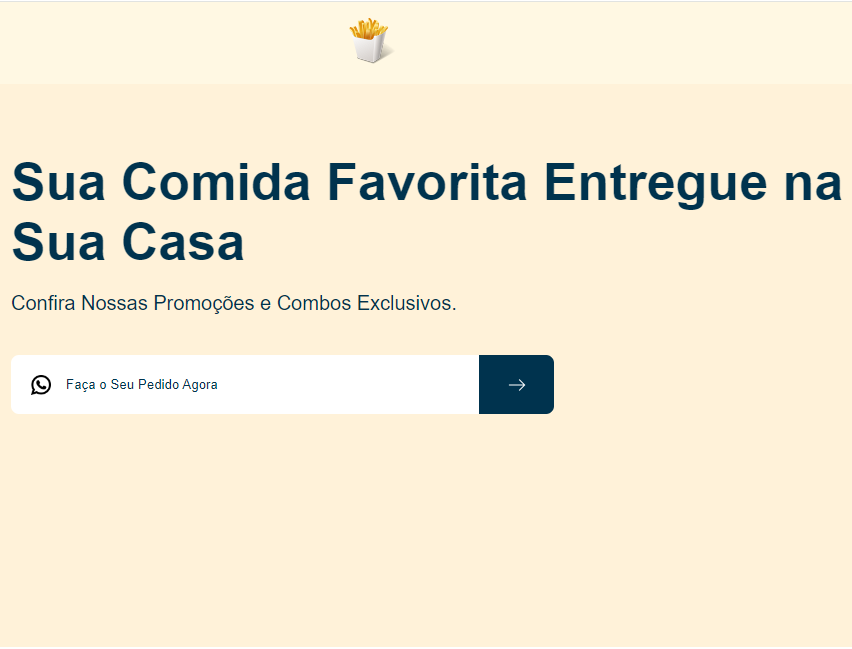 Sua Comida Favorita Entregue na
Sua Casa
Confira Nossas Promoções e Combos Exclusivos.
Faça o Seu Pedido Agora